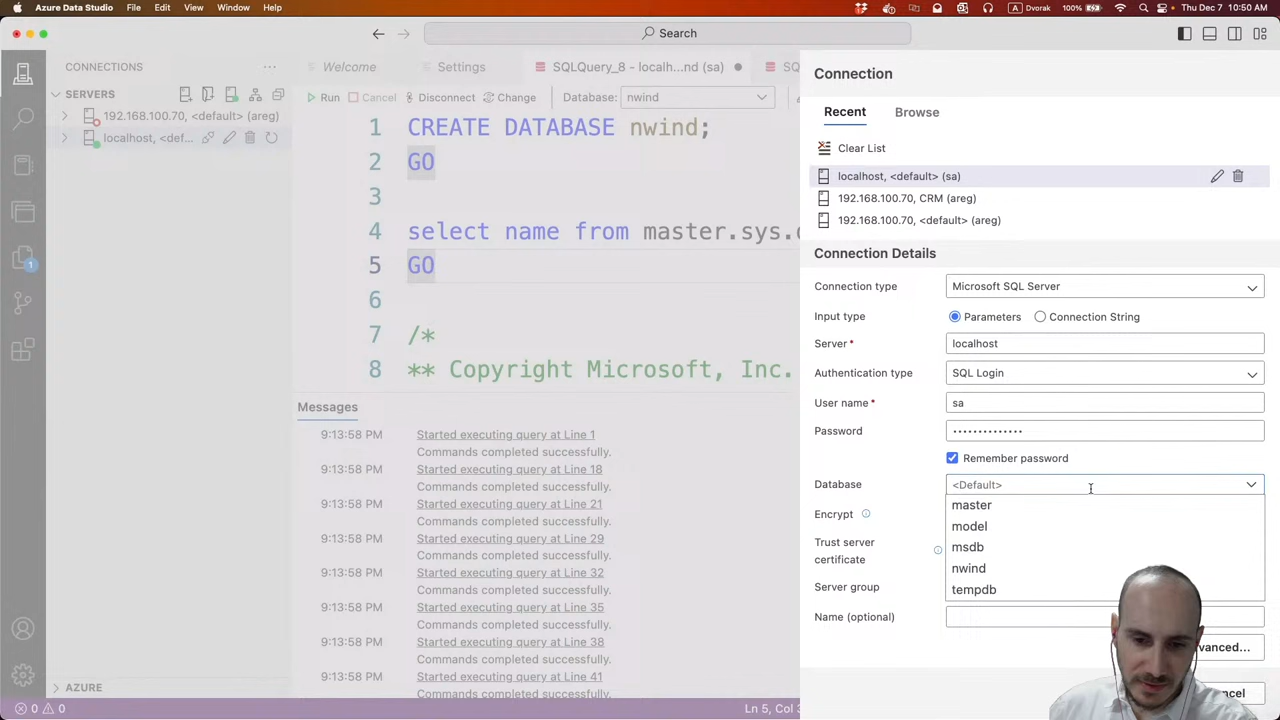 Azure Data Studio File Edit View Window Help
Dvorak 100% Thu Dec 7 10:50 AM
Search
CONNECTIONS
SERVERS
192.168.100.70, <default> (areg)
localhost, <def...
1
AZURE
0 0
Welcome Settings SQLQuery_8 - localh...nd (sa)
Run Cancel Disconnect Change Database: nwind
1 CREATE DATABASE nwind;
2 GO
3
4 select name from master.sys.
5 GO
6
7 /*
8 ** Copyright Microsoft, Inc.
Messages
9:13:58 PM Started executing query at Line 1
Commands completed successfully.
9:13:58 PM Started executing query at Line 18
Commands completed successfully.
9:13:58 PM Started executing query at Line 21
Commands completed successfully.
9:13:58 PM Started executing query at Line 29
Commands completed successfully.
9:13:58 PM Started executing query at Line 32
Commands completed successfully.
9:13:58 PM Started executing query at Line 35
Commands completed successfully.
9:13:58 PM Started executing query at Line 38
Commands completed successfully.
9:13:58 PM Started executing query at Line 41
Commands completed successfully.
Ln 5, Col
Connection
Recent Browse
Clear List
localhost, <default> (sa)
192.168.100.70, CRM (areg)
192.168.100.70, <default> (areg)
Connection Details
Connection type Microsoft SQL Server
Input type Parameters Connection String
Server* localhost
Authentication type SQL Login
User name* sa
Password ••••••••••••••
Remember password
Database <Default>
master
model
msdb
nwind
tempdb
Encrypt
Trust server
certificate
Server group
Name (optional)
vanced...
ncel